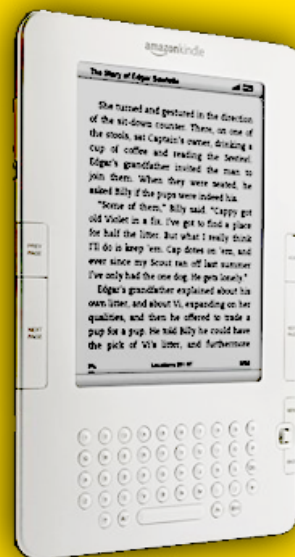 amazonkindle
The Story of Edgar Sawtelle
She turned and gestured in the direction
of the sit-down counter. There, on one of
the stools, sat Captain's owner, drinking a
cup of coffee and reading the Sentinel.
Edgar's grandfather invited the man to
join them. When they were seated, he
asked Billy if the pups were indeed his.
"Some of them," Billy said. "Cappy got
old Violet in a fix. I've got to find a place
for half the litter. But what I really think
I'll do is keep 'em. Cap dotes on 'em, and
ever since my Scout ran off last summer
I've only had the one dog. He gets lonely."
Edgar's grandfather explained about his
own litter, and about Vi, expanding on her
qualities, and then he offered to trade a
pup for a pup. He told Billy he could have
the pick of Vi's litter, and furthermore
PREV
PAGE
NEXT
PAGE